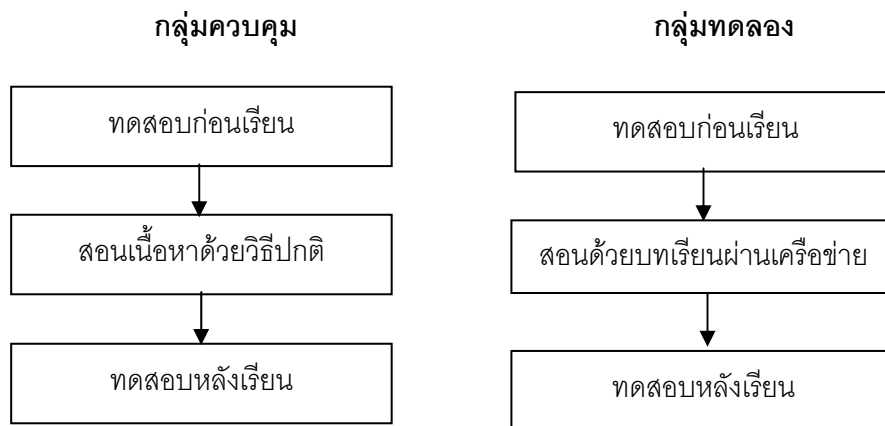 กลุ่มควบคุม
ทดสอบก่อนเรียน
สอนเนื้อหาด้วยวิธีปกติ
ทดสอบหลังเรียน
กลุ่มทดลอง
ทดสอบก่อนเรียน
สอนด้วยบทเรียนผ่านเครือข่าย
ทดสอบหลังเรียน